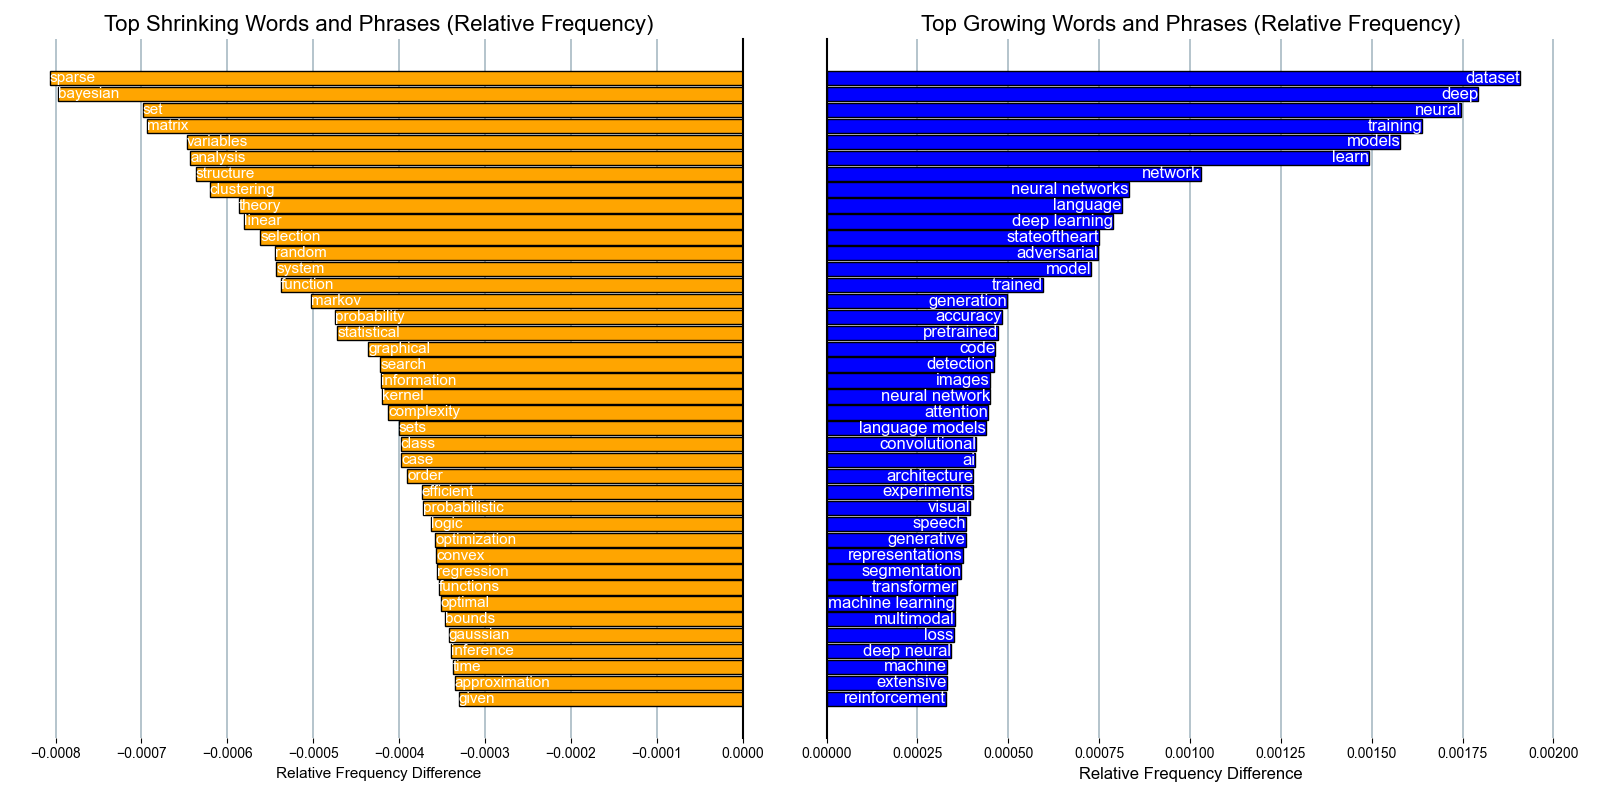 Top Shrinking Words and Phrases (Relative Frequency)
sparse
bayesian
set
matrix
variables
analysis
structure
clustering
theory
linear
selection
random
system
function
markov
probability
statistical
graphical
search
information
kernel
complexity
sets
class
case
order
efficient
probabilistic
logic
optimization
convex
regression
functions
optimal
bounds
gaussian
inference
time
approximation
given
−0.0008 −0.0007 −0.0006 −0.0005 −0.0004 −0.0003 −0.0002 −0.0001 0.0000
Relative Frequency Difference
Top Growing Words and Phrases (Relative Frequency)
dataset
deep
neural
training
models
learn
network
neural networks
language
deep learning
stateoftheart
adversarial
model
trained
generation
accuracy
pretrained
code
detection
images
neural network
attention
language models
convolutional
ai
architecture
experiments
visual
speech
generative
representations
segmentation
transformer
machine learning
multimodal
loss
deep neural
machine
extensive
reinforcement
0.00000 0.00025 0.00050 0.00075 0.00100 0.00125 0.00150 0.00175 0.00200
Relative Frequency Difference